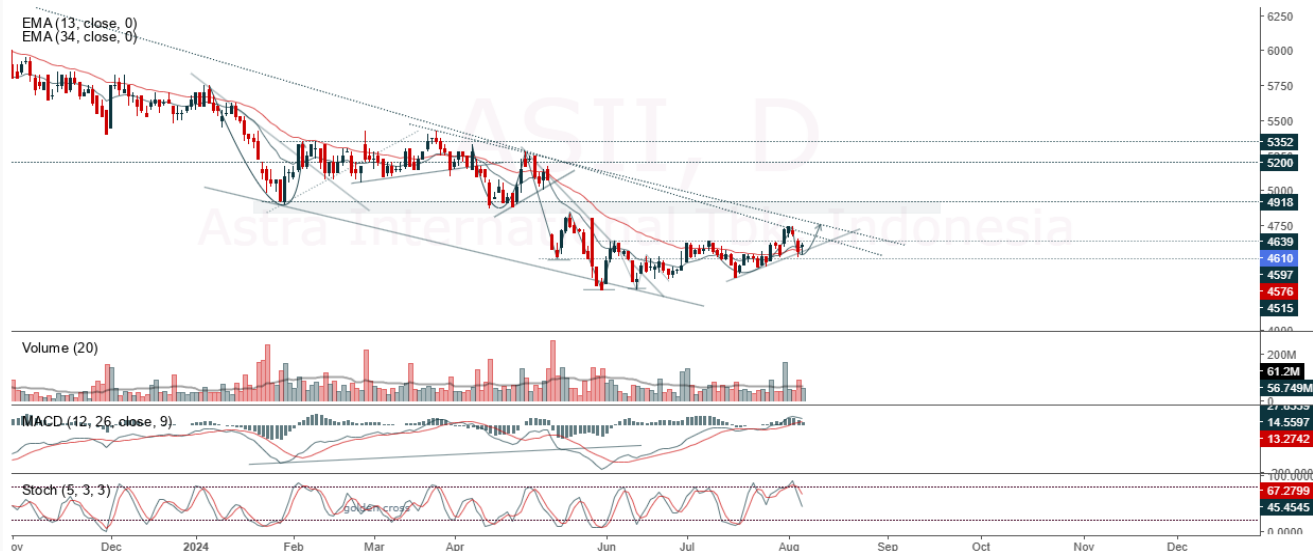 EMA (13, close, 0)
EMA (34, close, 0)
ASII, D
Astra International Tbk, Indonesia
6250
6000
5750
5500
5352
5200
5000
4918
4750
4639
4610
4597
4576
4515
Volume (20)
200M
61.2M
56.749M
0
MACD (12, 26, close, 9)
14.5597
13.2742
Stoch (5, 3, 3)
golden cross
67.2799
45.4545
0.0000
Dec
2024
Feb
Mar
Apr
Jun
Jul
Aug
Sep
Oct
Nov
Dec